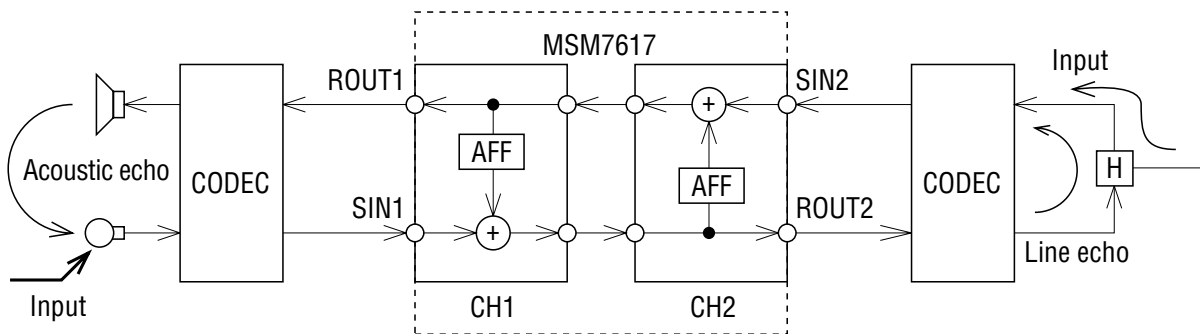 MSM7617
ROUT1
SIN2
Input
AFF
+
Acoustic echo
CODEC
AFF
CODEC
H
SIN1
+
ROUT2
Line echo
Input
CH1
CH2